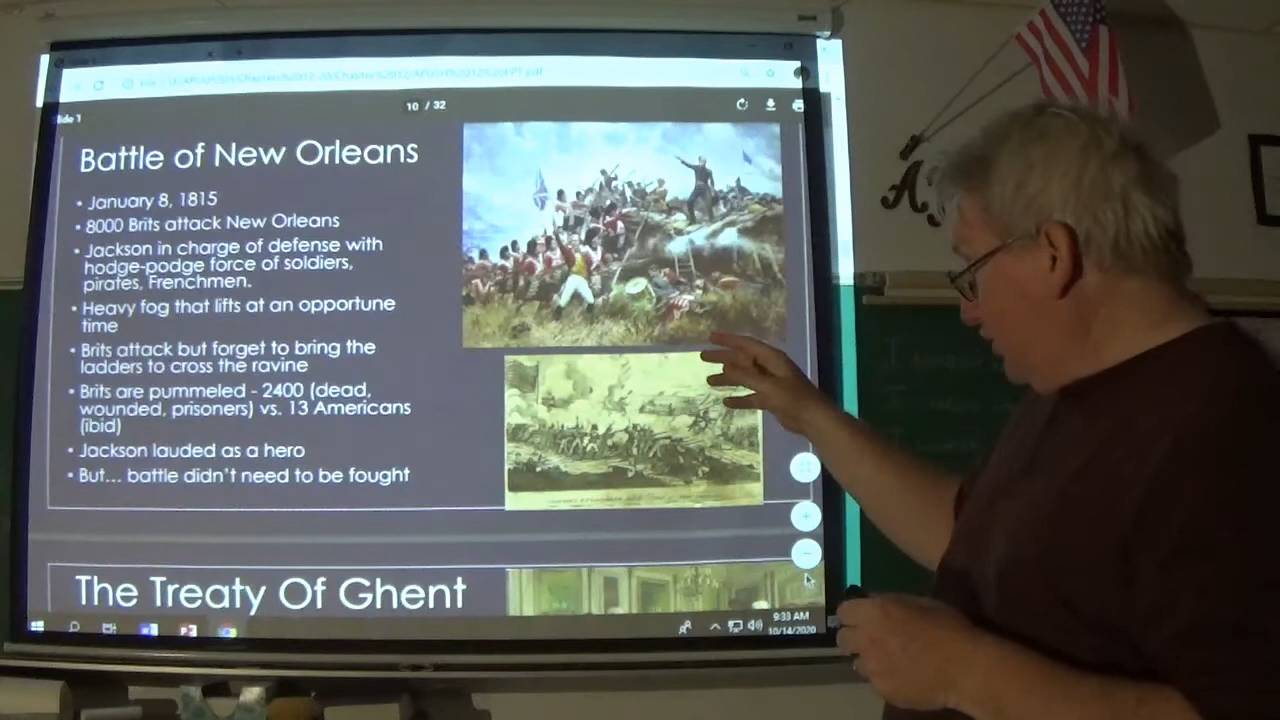 10 / 32
Slide 1
Battle of New Orleans
• January 8, 1815
• 8000 Brits attack New Orleans
• Jackson in charge of defense with
hodge-podge force of soldiers,
pirates, Frenchmen.
• Heavy fog that lifts at an opportune
time
• Brits attack but forget to bring the
ladders to cross the ravine
• Brits are pummeled - 2400 (dead,
wounded, prisoners) vs. 13 Americans
(ibid)
• Jackson lauded as a hero
• But... battle didn't need to be fought
The Treaty Of Ghent
9:33 AM
10/14/2020